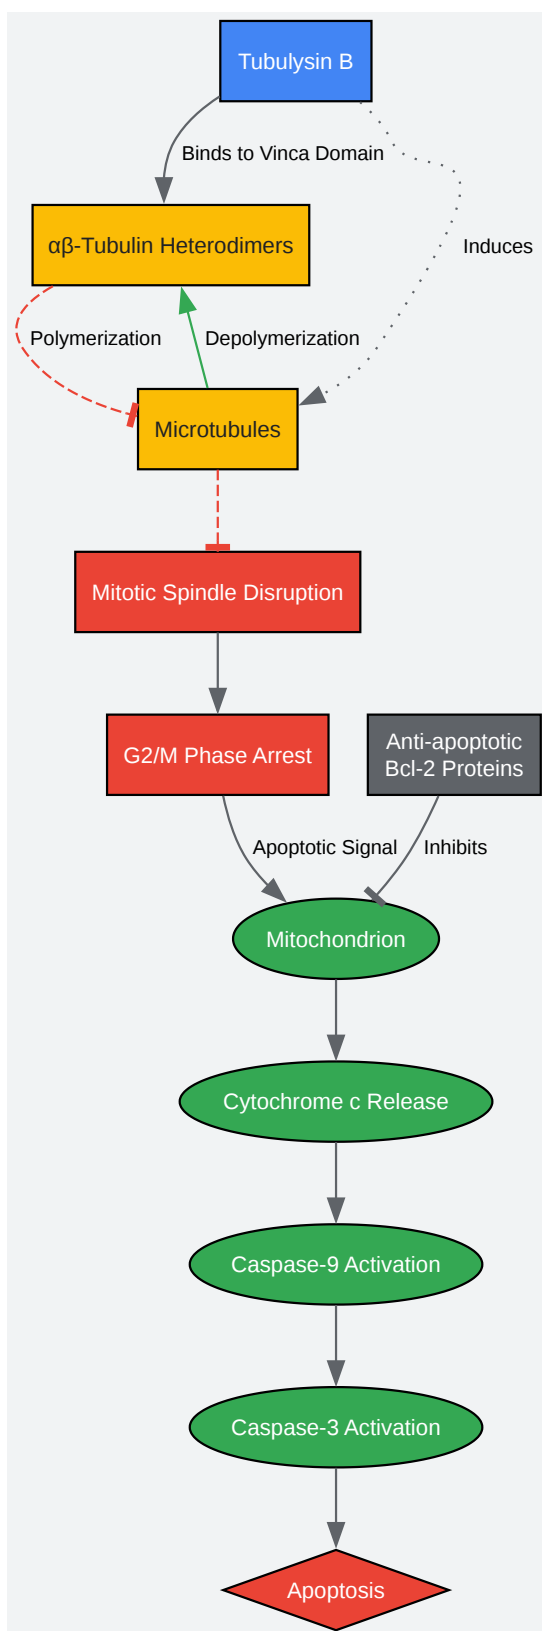 Tubulysin B
Binds to Vinca Domain
αβ-Tubulin Heterodimers
Induces
Polymerization
Depolymerization
Microtubules
Mitotic Spindle Disruption
G2/M Phase Arrest
Anti-apoptotic
Bcl-2 Proteins
Apoptotic Signal
Inhibits
Mitochondrion
Cytochrome c Release
Caspase-9 Activation
Caspase-3 Activation
Apoptosis